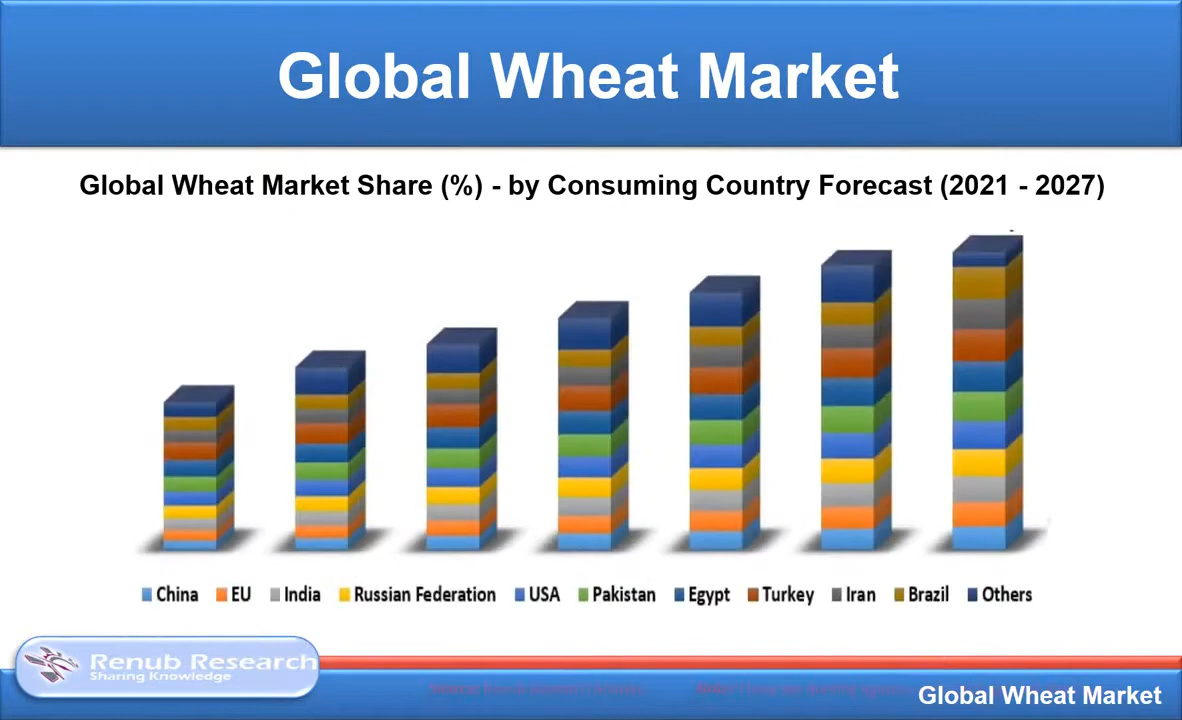 Global Wheat Market
Global Wheat Market Share (%) - by Consuming Country Forecast (2021 - 2027)
China EU India Russian Federation USA Pakistan Egypt Turkey Iran Brazil Others
Renub Research
Sharing Knowledge
Global Wheat Market